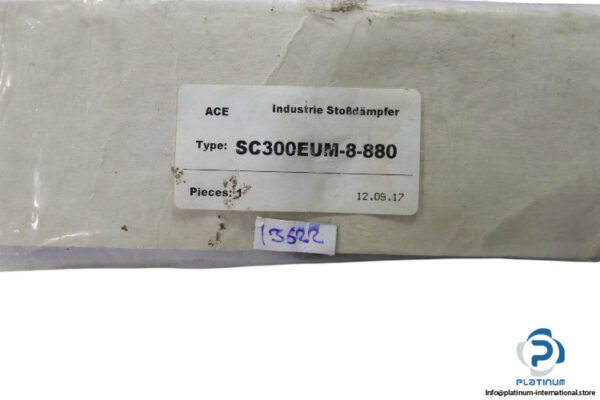 ACE Industrie Stoßdämpfer
Type: SC300EUM-8-880
Pieces: 1 12.09.17
13622
PLATINUM
Info@platinum-international.store